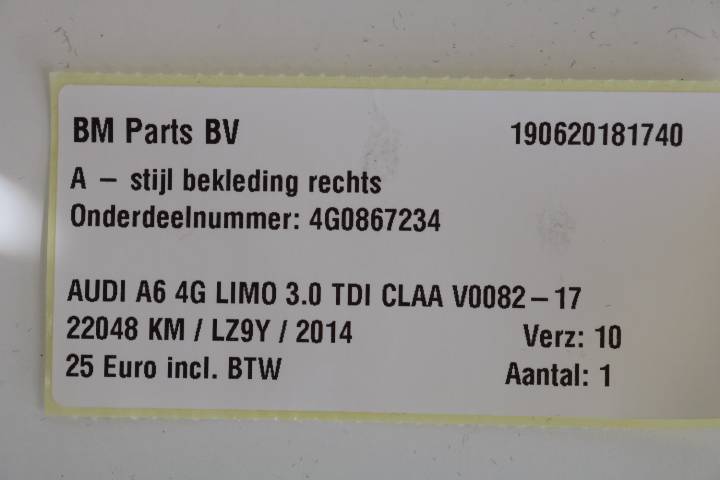 BM Parts BV 190620181740
A – stijl bekleding rechts
Onderdeelnummer: 4G0867234
AUDI A6 4G LIMO 3.0 TDI CLAA V0082–17
22048 KM / LZ9Y / 2014 Verz: 10
25 Euro incl. BTW Aantal: 1